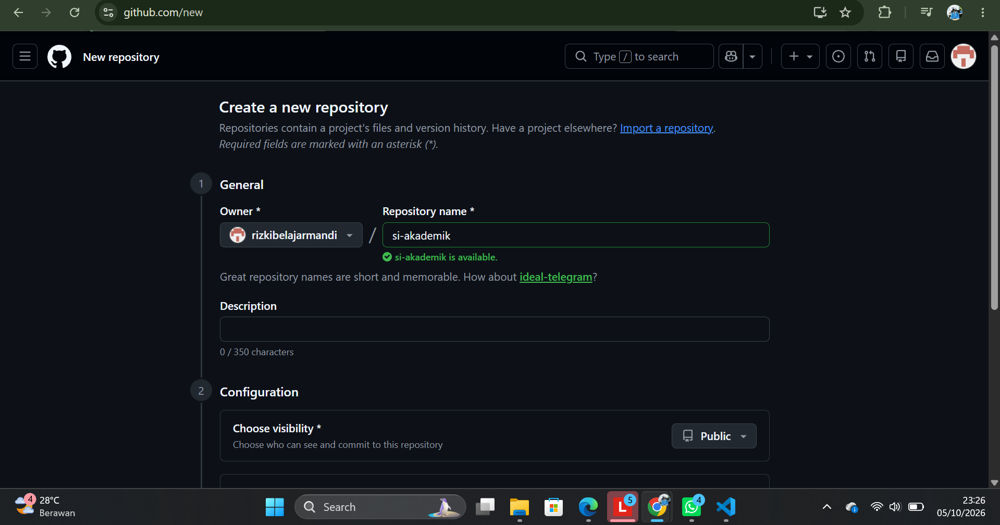 github.com/new
New repository
Type / to search
Create a new repository
Repositories contain a project's files and version history. Have a project elsewhere? Import a repository.
Required fields are marked with an asterisk (*).
1
General
Owner *
Repository name *
rizkibelajarmandi
/
si-akademik
si-akademik is available.
Great repository names are short and memorable. How about ideal-telegram?
Description
0 / 350 characters
2
Configuration
Choose visibility *
Choose who can see and commit to this repository
Public
4
28°C
Berawan
Search
L
5
4
23:26
05/10/2026